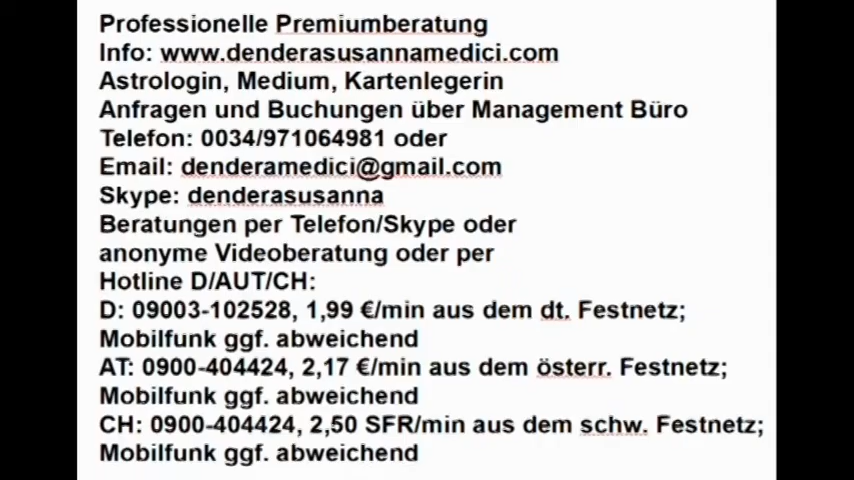 Professionelle Premiumberatung
Info: www.denderasusannamedici.com
Astrologin, Medium, Kartenlegerin
Anfragen und Buchungen über Management Büro
Telefon: 0034/971064981 oder
Email: denderamedici@gmail.com
Skype: denderasusanna
Beratungen per Telefon/Skype oder
anonyme Videoberatung oder per
Hotline D/AUT/CH:
D: 09003-102528, 1,99 €/min aus dem dt. Festnetz;
Mobilfunk ggf. abweichend
AT: 0900-404424, 2,17 €/min aus dem österr. Festnetz;
Mobilfunk ggf. abweichend
CH: 0900-404424, 2,50 SFR/min aus dem schw. Festnetz;
Mobilfunk ggf. abweichend